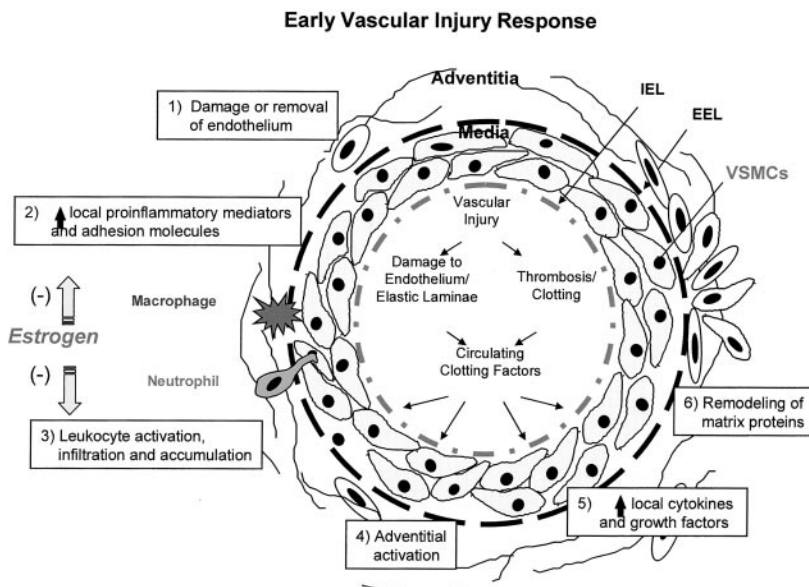 Early Vascular Injury Response
Adventitia
IEL
1) Damage or removal
of endothelium
EEL
Media
VSMCs
2) local proinflammatory mediators
and adhesion molecules
Vascular
Injury
Damage to
Endothelium/
Elastic Laminae
Thrombosis/
Clotting
(-)
Macrophage
Estrogen
Circulating
Clotting Factors
(-)
Neutrophil
3) Leukocyte activation,
infiltration and accumulation
6) Remodeling of
matrix proteins
5) local cytokines
and growth factors
4) Adventitial
activation